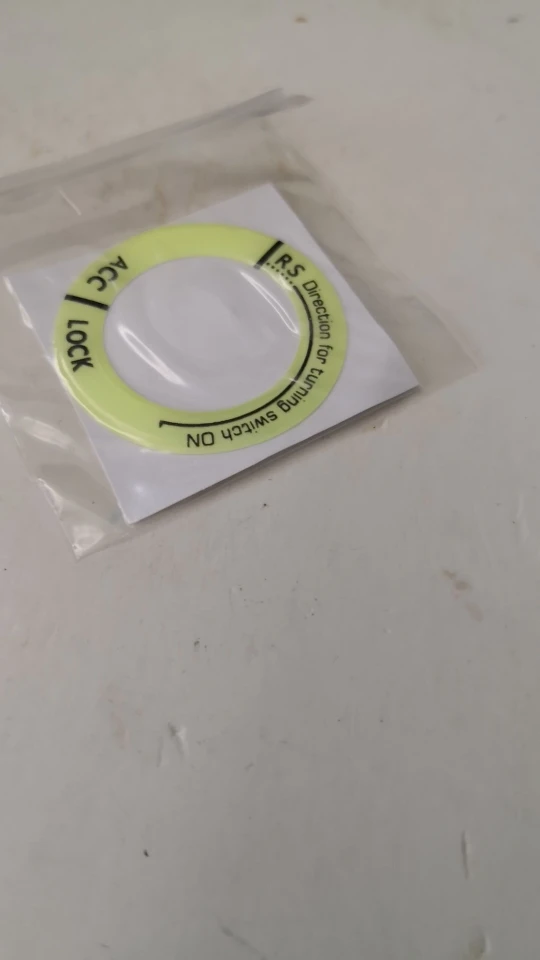 LOCK
ACC
R.S
Direction for turning switch ON